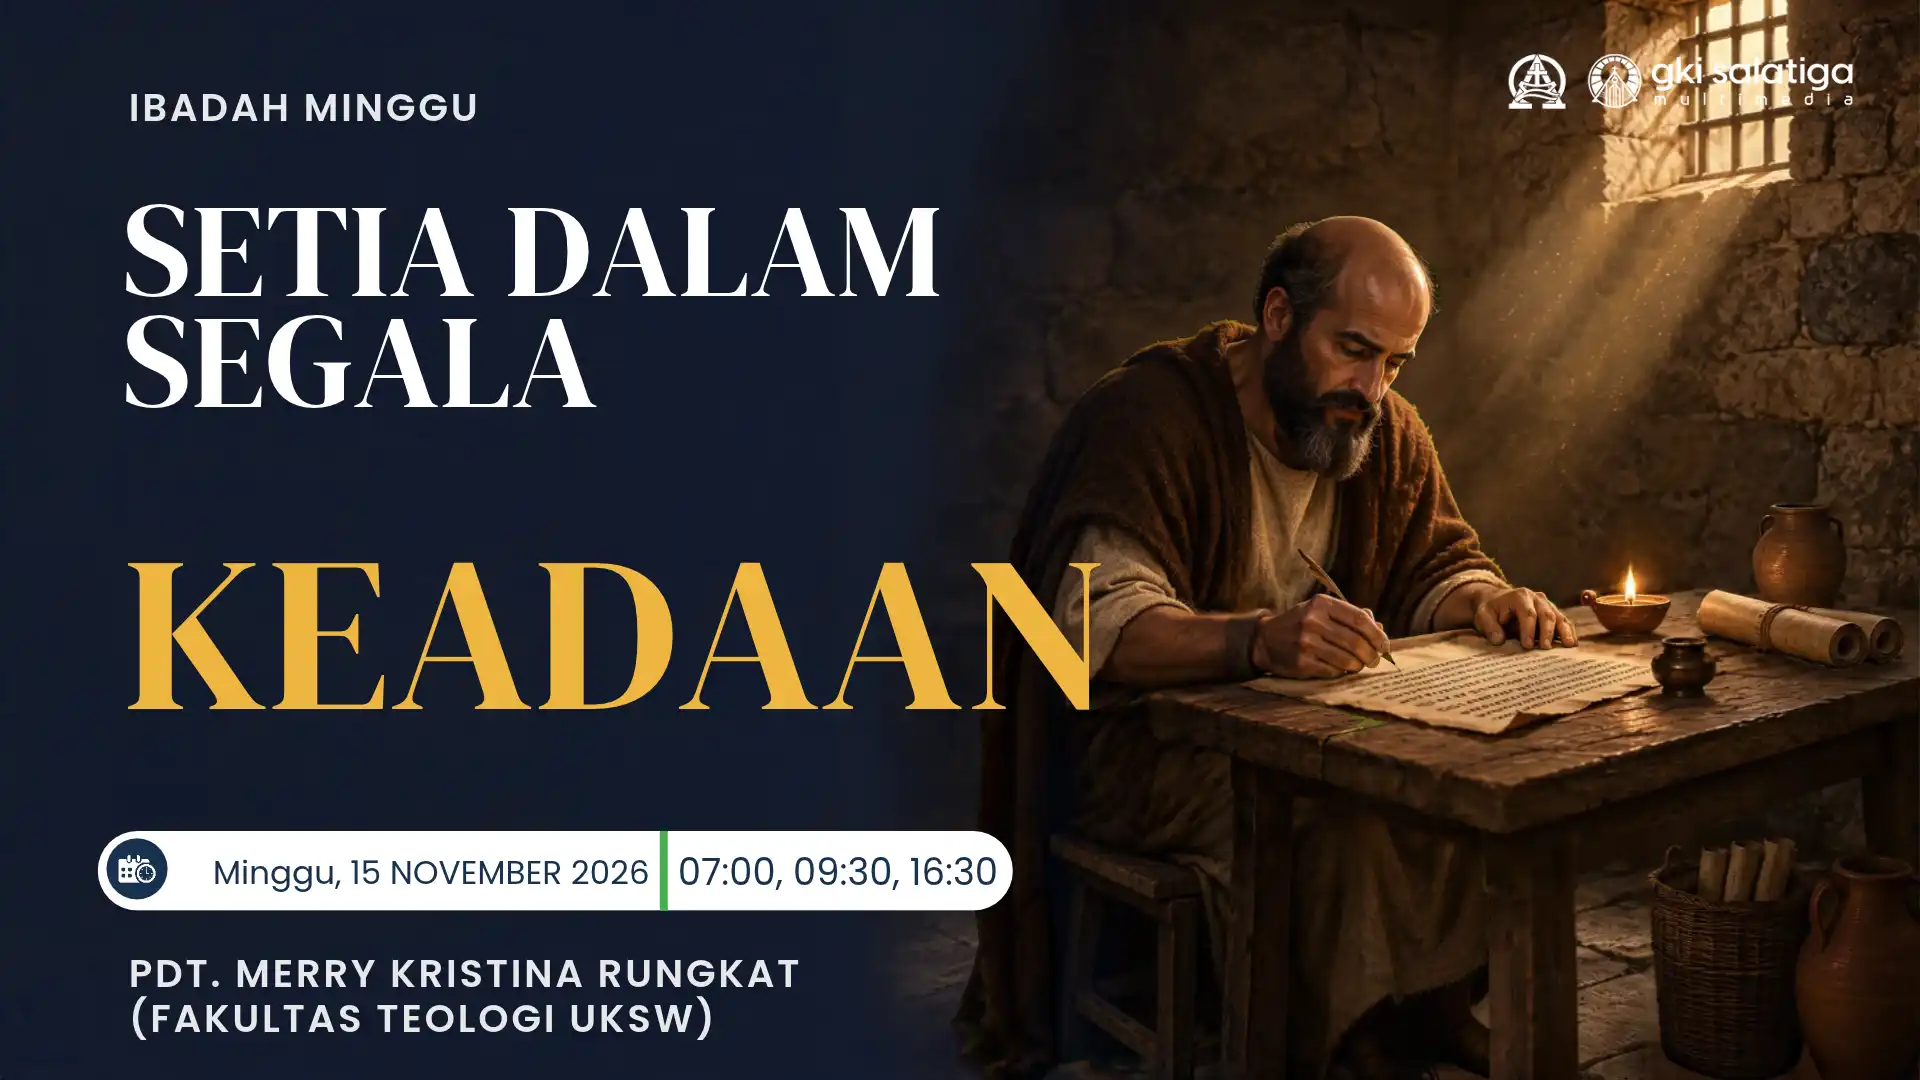 IBADAH MINGGU
gki salatiga
multimedia
SETIA DALAM
SEGALA
KEADAAN
Minggu, 15 NOVEMBER 2026
07:00, 09:30, 16:30
PDT. MERRY KRISTINA RUNGKAT
(FAKULTAS TEOLOGI UKSW)